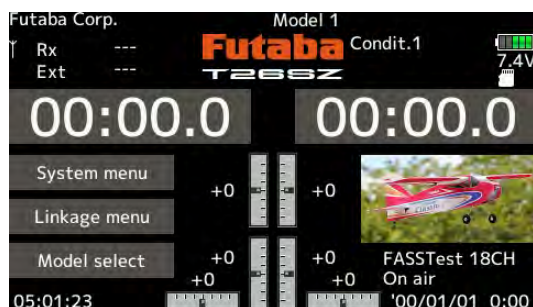 Futaba Corp.
Model 1
Rx ---
Ext ---
Futaba
T26SZ
Condit.1
7.4V
00:00.0
00:00.0
System menu
Linkage menu
Model select
+0
+0
+0
+0
+0
+0
FASSTest 18CH
On air
05:01:23
'00/01/01 0:00